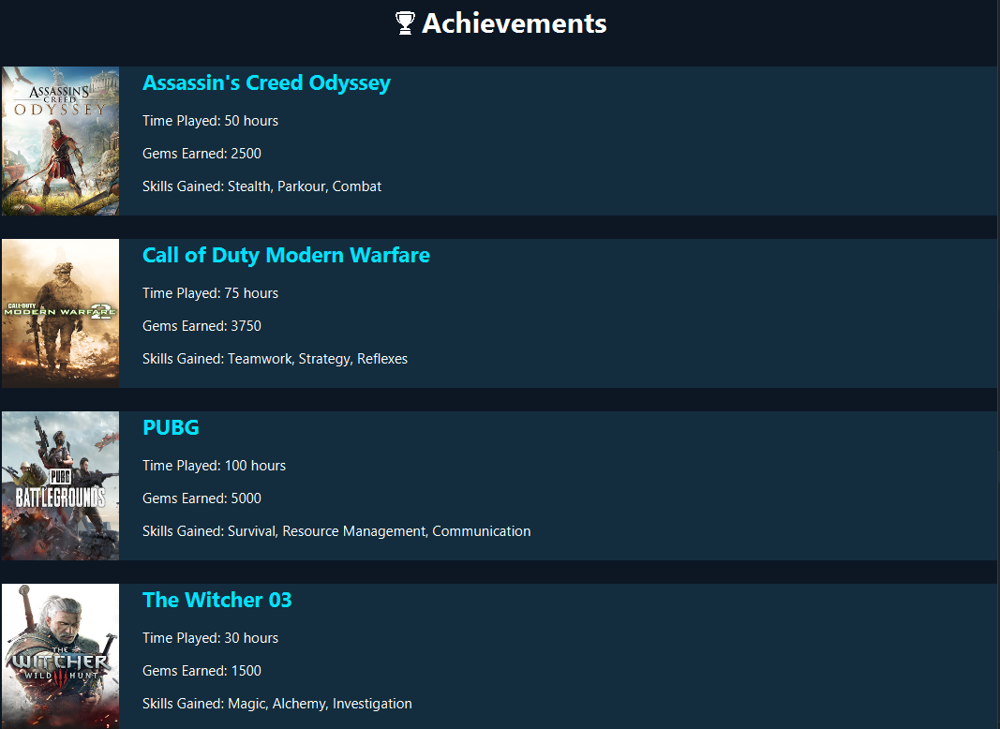 Achievements
ASSASSIN'S
CREED
ODYSSEY
Assassin's Creed Odyssey
Time Played: 50 hours
Gems Earned: 2500
Skills Gained: Stealth, Parkour, Combat
CALL OF DUTY
MODERN WARFARE 2
Call of Duty Modern Warfare
Time Played: 75 hours
Gems Earned: 3750
Skills Gained: Teamwork, Strategy, Reflexes
PUBG
BATTLEGROUNDS
PUBG
Time Played: 100 hours
Gems Earned: 5000
Skills Gained: Survival, Resource Management, Communication
THE
WITCHER
WILD HUNT
The Witcher 03
Time Played: 30 hours
Gems Earned: 1500
Skills Gained: Magic, Alchemy, Investigation